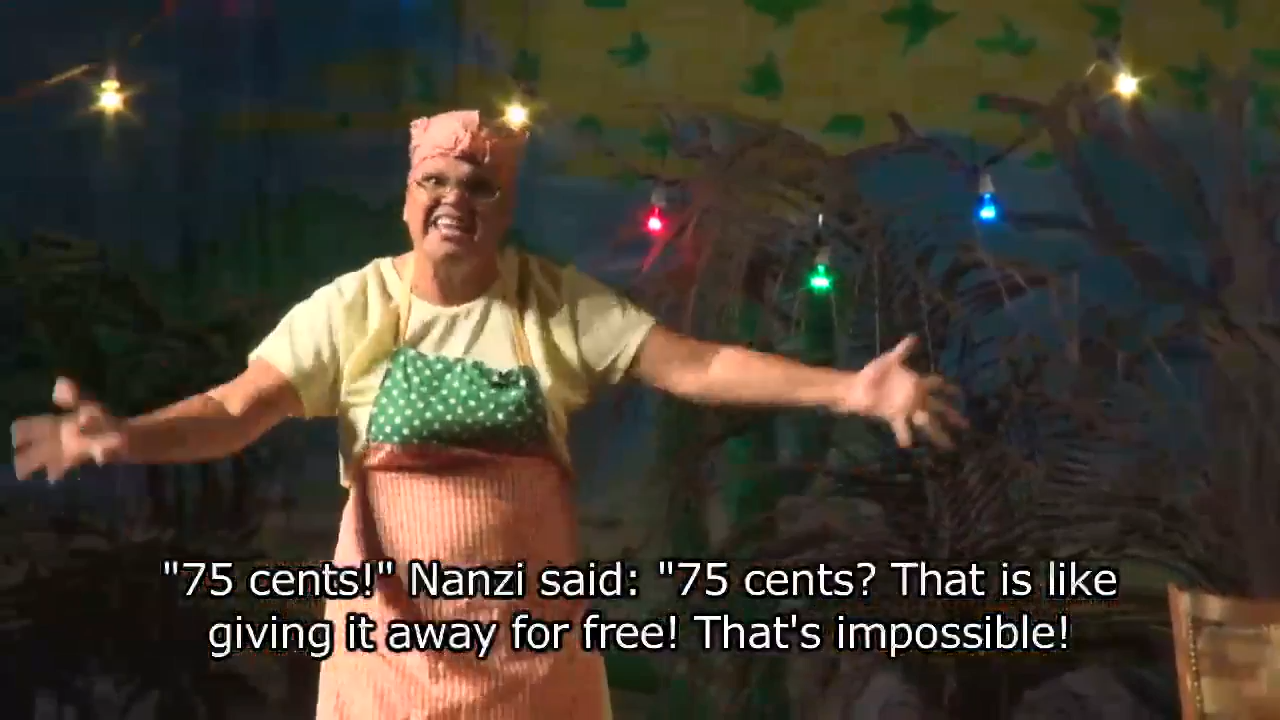 "75 cents!" Nanzi said: "75 cents? That is like
giving it away for free! That's impossible!